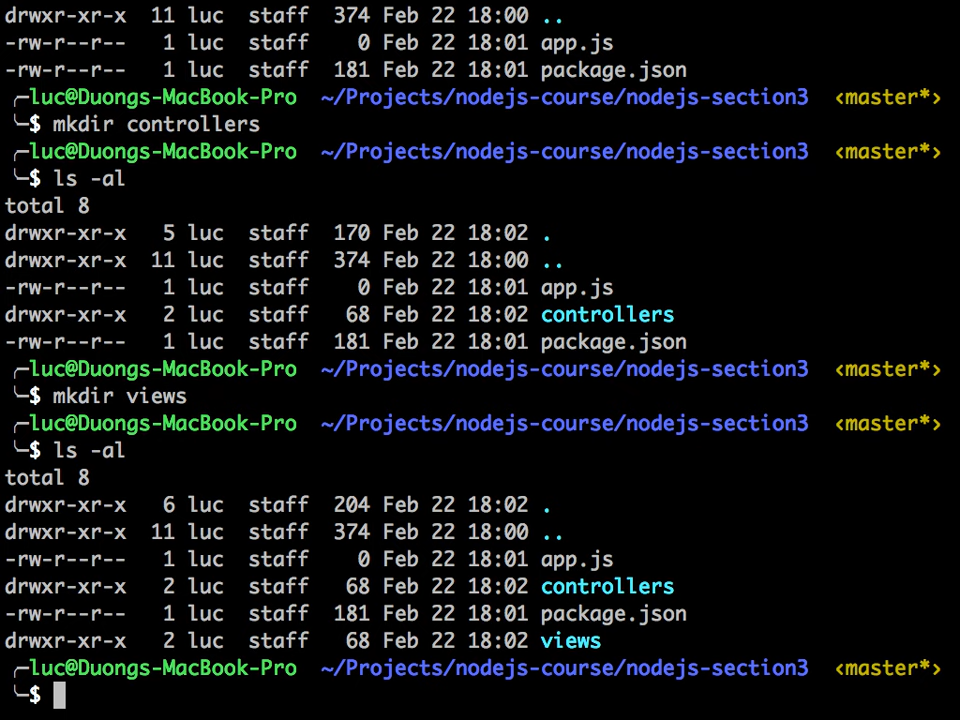 drwxr-xr-x  11 luc  staff  374 Feb 22 18:00 ..
-rw-r--r--   1 luc  staff    0 Feb 22 18:01 app.js
-rw-r--r--   1 luc  staff  181 Feb 22 18:01 package.json
╭─luc@Duongs-MacBook-Pro  ~/Projects/nodejs-course/nodejs-section3  ‹master*›
╰─$ mkdir controllers
╭─luc@Duongs-MacBook-Pro  ~/Projects/nodejs-course/nodejs-section3  ‹master*›
╰─$ ls -al
total 8
drwxr-xr-x   5 luc  staff  170 Feb 22 18:02 .
drwxr-xr-x  11 luc  staff  374 Feb 22 18:00 ..
-rw-r--r--   1 luc  staff    0 Feb 22 18:01 app.js
drwxr-xr-x   2 luc  staff   68 Feb 22 18:02 controllers
-rw-r--r--   1 luc  staff  181 Feb 22 18:01 package.json
╭─luc@Duongs-MacBook-Pro  ~/Projects/nodejs-course/nodejs-section3  ‹master*›
╰─$ mkdir views
╭─luc@Duongs-MacBook-Pro  ~/Projects/nodejs-course/nodejs-section3  ‹master*›
╰─$ ls -al
total 8
drwxr-xr-x   6 luc  staff  204 Feb 22 18:02 .
drwxr-xr-x  11 luc  staff  374 Feb 22 18:00 ..
-rw-r--r--   1 luc  staff    0 Feb 22 18:01 app.js
drwxr-xr-x   2 luc  staff   68 Feb 22 18:02 controllers
-rw-r--r--   1 luc  staff  181 Feb 22 18:01 package.json
drwxr-xr-x   2 luc  staff   68 Feb 22 18:02 views
╭─luc@Duongs-MacBook-Pro  ~/Projects/nodejs-course/nodejs-section3  ‹master*›
╰─$